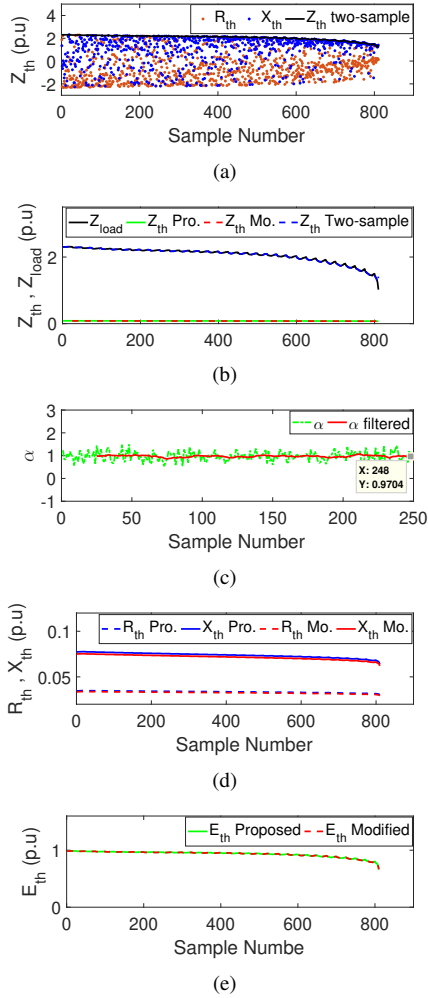 R_th X_th Z_th two-sample
Z_th (p.u)
4
2
0
-2
0 200 400 600 800
Sample Number
(a)
Z_load Z_th Pro. Z_th Mo. Z_th Two-sample
Z_th , Z_load (p.u)
2
0
0 200 400 600 800
Sample Number
(b)
α α filtered
α
3
2
1
0
-1
X: 248
Y: 0.9704
0 50 100 150 200 250
Sample Number
(c)
R_th Pro. X_th Pro. R_th Mo. X_th Mo.
R_th , X_th (p.u)
0.1
0.05
0 200 400 600 800
Sample Number
(d)
E_th Proposed E_th Modified
E_th (p.u)
1
0
0 200 400 600 800
Sample Numbe
(e)